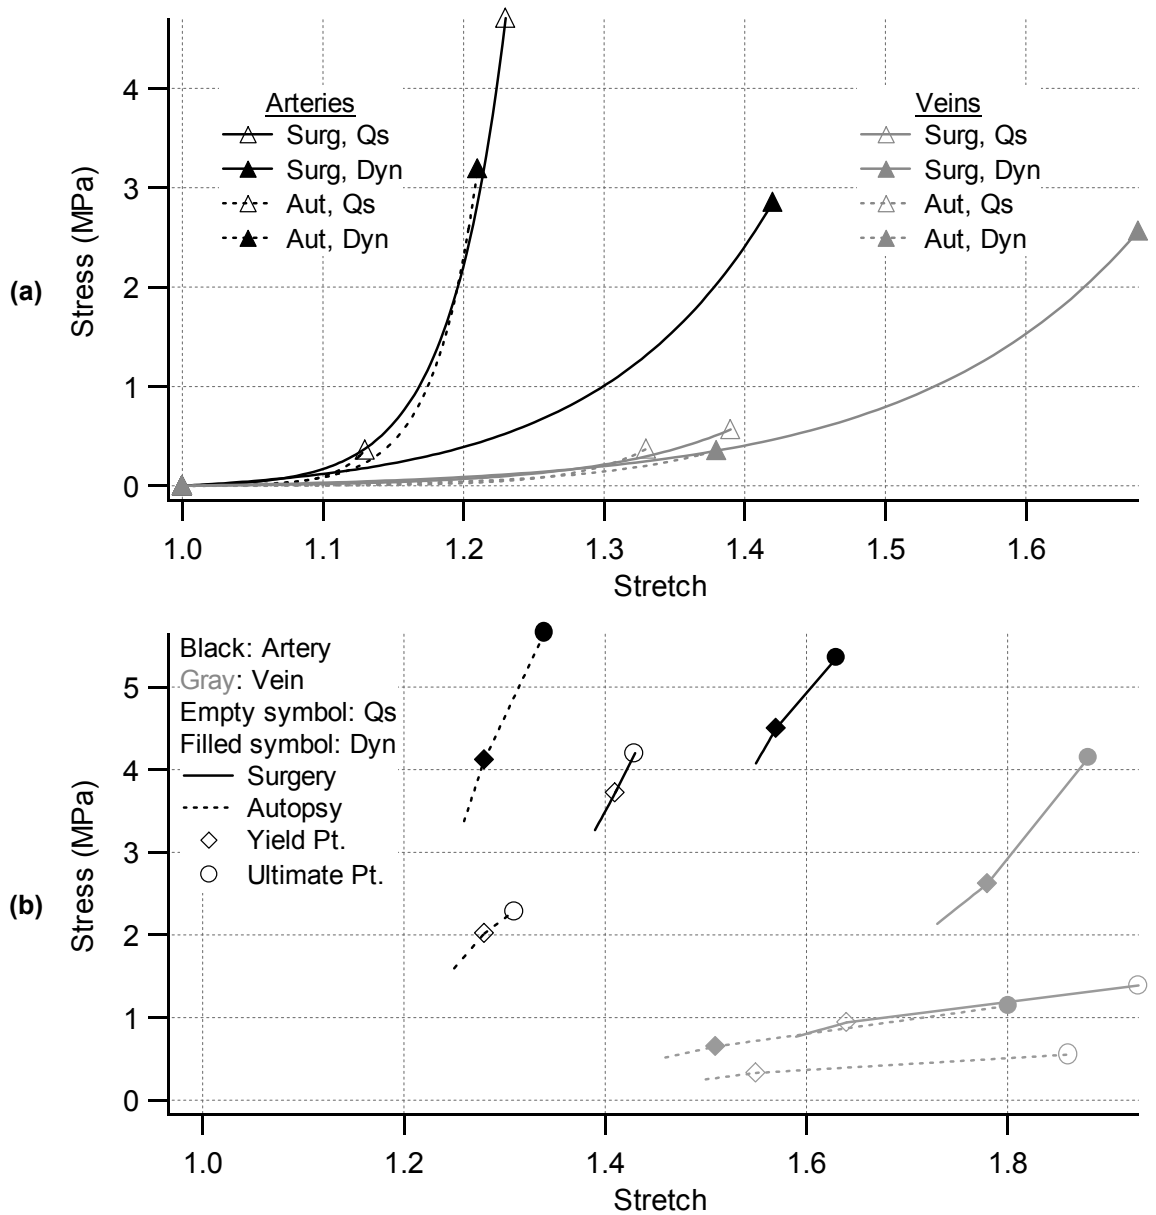 (a)
Stress (MPa)
4
3
2
1
0
Arteries
Surg, Qs
Surg, Dyn
Aut, Qs
Aut, Dyn
Veins
Surg, Qs
Surg, Dyn
Aut, Qs
Aut, Dyn
1.0 1.1 1.2 1.3 1.4 1.5 1.6
Stretch
(b)
Stress (MPa)
5
4
3
2
1
0
Black: Artery
Gray: Vein
Empty symbol: Qs
Filled symbol: Dyn
Surgery
Autopsy
Yield Pt.
Ultimate Pt.
1.0 1.2 1.4 1.6 1.8
Stretch